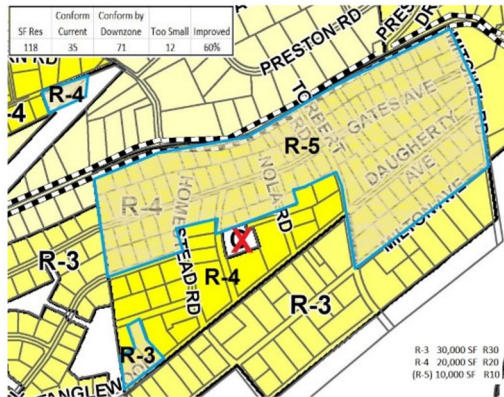 SF Res Conform Current Conform by Downzone Too Small Improved
118 35 71 12 60%
PRESTON RD
R-4
-4
TORBERT RD
GATES AVE
R-5
DAUGHERTY AVE
NOLA RD
HOMESTEAD RD
R-4
MILTON AVE
R-3
R-4
R-3
R-3
TANGLEW
R-3 30,000 SF R30
R-4 20,000 SF R20
(R-5) 10,000 SF R10